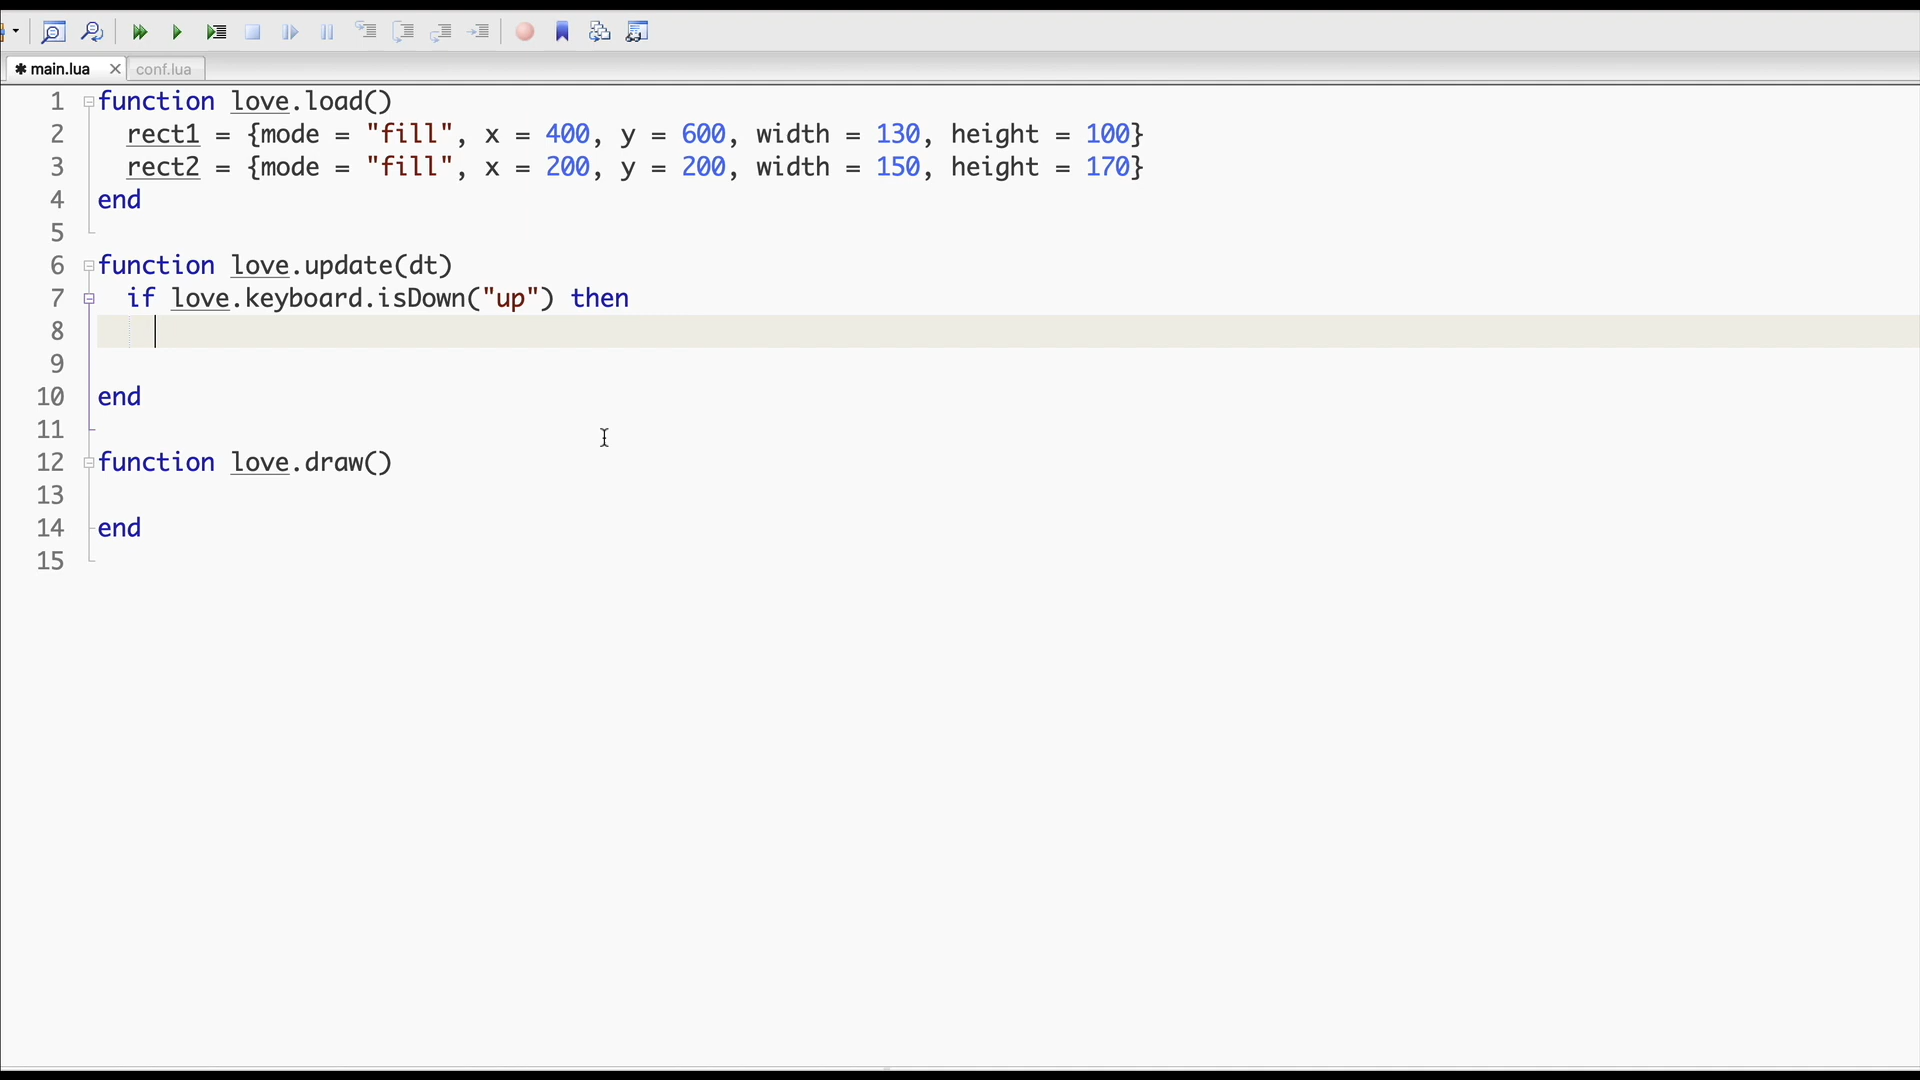 ✱ main.lua
conf.lua
1 function love.load()
2 rect1 = {mode = "fill", x = 400, y = 600, width = 130, height = 100}
3 rect2 = {mode = "fill", x = 200, y = 200, width = 150, height = 170}
4 end
5
6 function love.update(dt)
7 if love.keyboard.isDown("up") then
8
9
10 end
11
12 function love.draw()
13
14 end
15